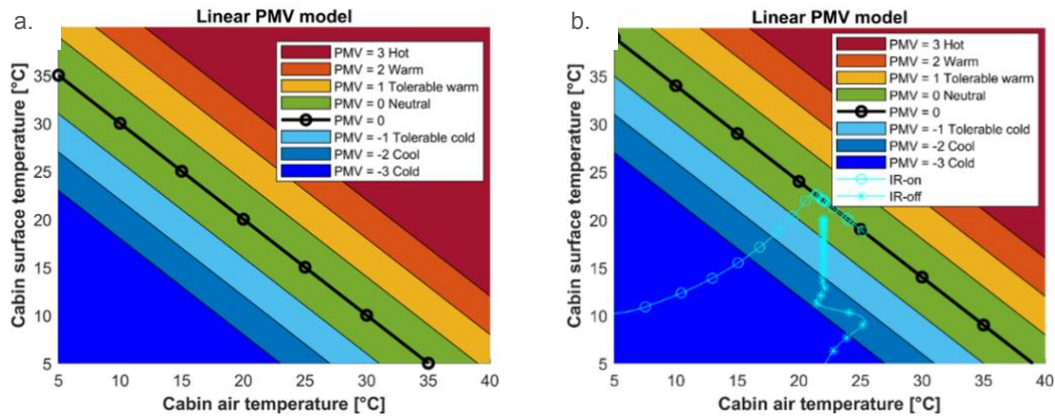 a.
Linear PMV model
PMV = 3 Hot
PMV = 2 Warm
PMV = 1 Tolerable warm
PMV = 0 Neutral
PMV = 0
PMV = -1 Tolerable cold
PMV = -2 Cool
PMV = -3 Cold
Cabin surface temperature [°C]
35
30
25
20
15
10
5
5 10 15 20 25 30 35 40
Cabin air temperature [°C]
b.
Linear PMV model
PMV = 3 Hot
PMV = 2 Warm
PMV = 1 Tolerable warm
PMV = 0 Neutral
PMV = 0
PMV = -1 Tolerable cold
PMV = -2 Cool
PMV = -3 Cold
IR-on
IR-off
Cabin surface temperature [°C]
35
30
25
20
15
10
5
5 10 15 20 25 30 35 40
Cabin air temperature [°C]